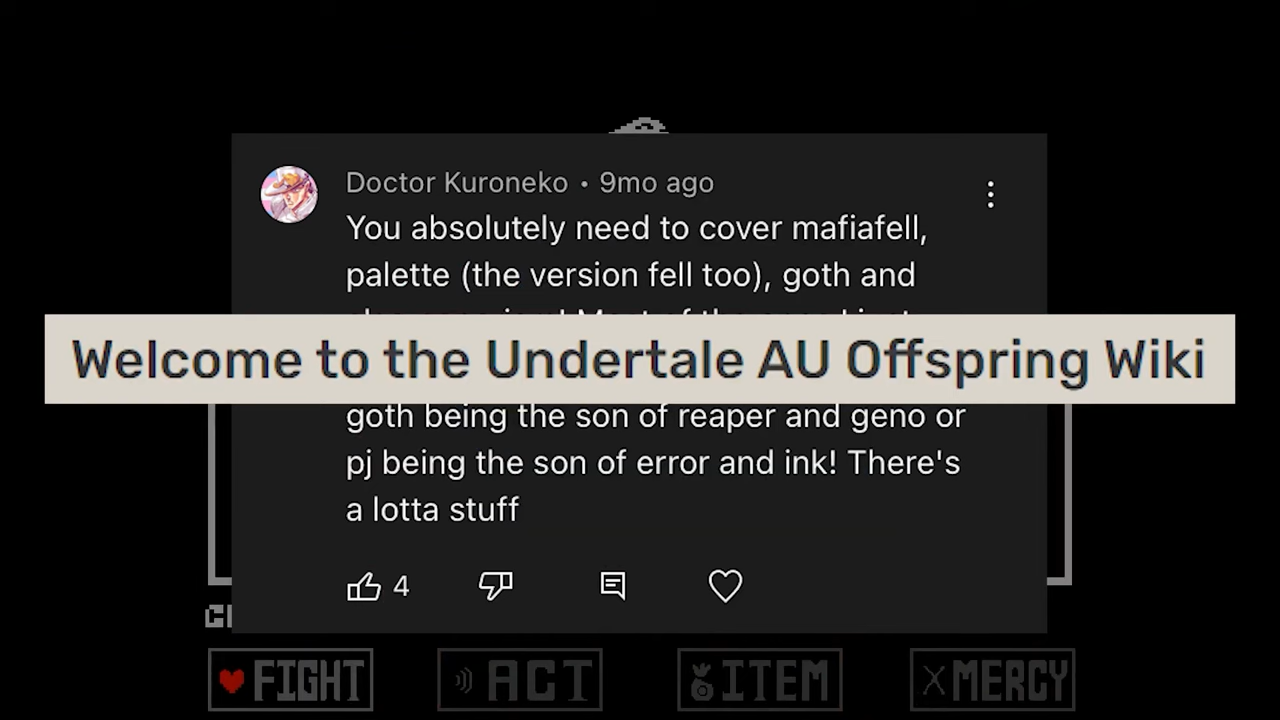 Doctor Kuroneko • 9mo ago
You absolutely need to cover mafiafell,
palette (the version fell too), goth and
Welcome to the Undertale AU Offspring Wiki
goth being the son of reaper and geno or
pj being the son of error and ink! There's
a lotta stuff
4
FIGHT
ACT
ITEM
MERCY